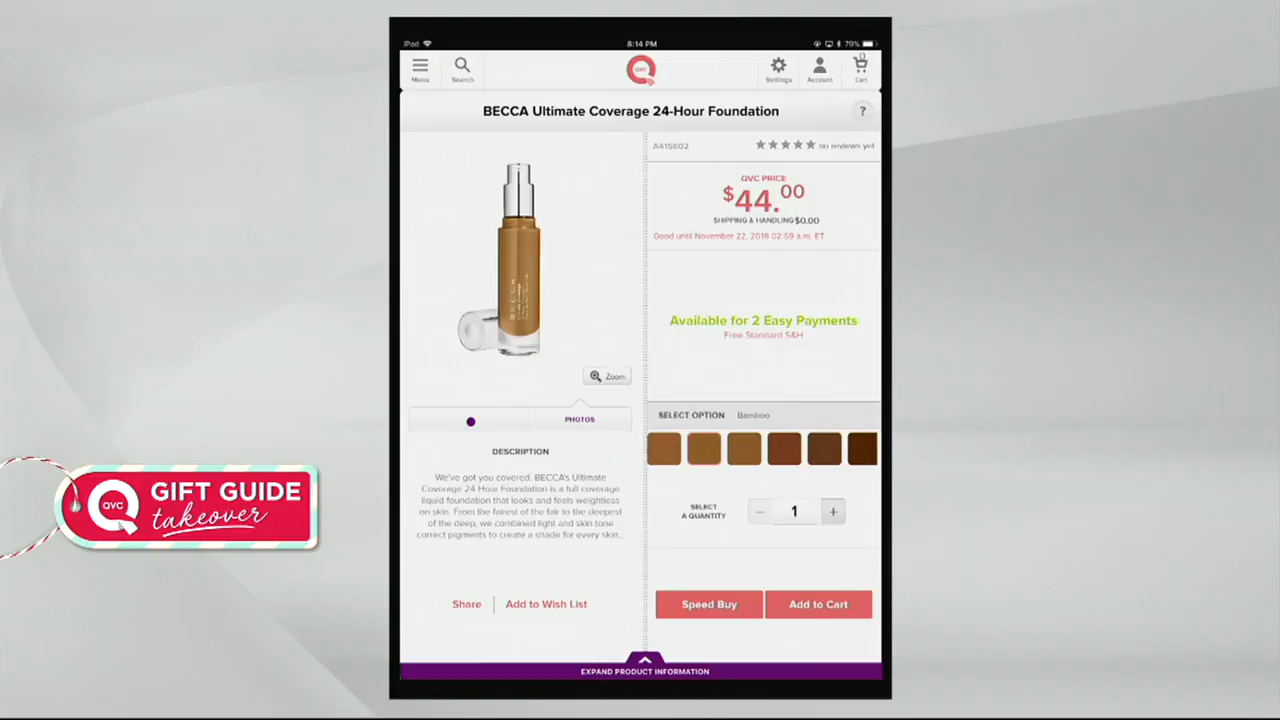 iPad
8:14 PM
79%
Menu
Search
QVC
Settings
Account
0
Cart
BECCA Ultimate Coverage 24-Hour Foundation
?
A415602
no reviews yet
QVC PRICE
$44.00
SHIPPING & HANDLING $0.00
Good until November 22, 2018 02:59 a.m. ET
BECCA
Available for 2 Easy Payments
Free Standard S&H
Zoom
PHOTOS
SELECT OPTION Bamboo
DESCRIPTION
We've got you covered. BECCA's Ultimate
Coverage 24 Hour Foundation is a full coverage
liquid foundation that looks and feels weightless
on skin. From the fairest of the fair to the deepest
of the deep, we combined light and skin tone
correct pigments to create a shade for every skin...
SELECT
A QUANTITY
− 1 +
Share
Add to Wish List
Speed Buy
Add to Cart
EXPAND PRODUCT INFORMATION
QVC
GIFT GUIDE
takeover